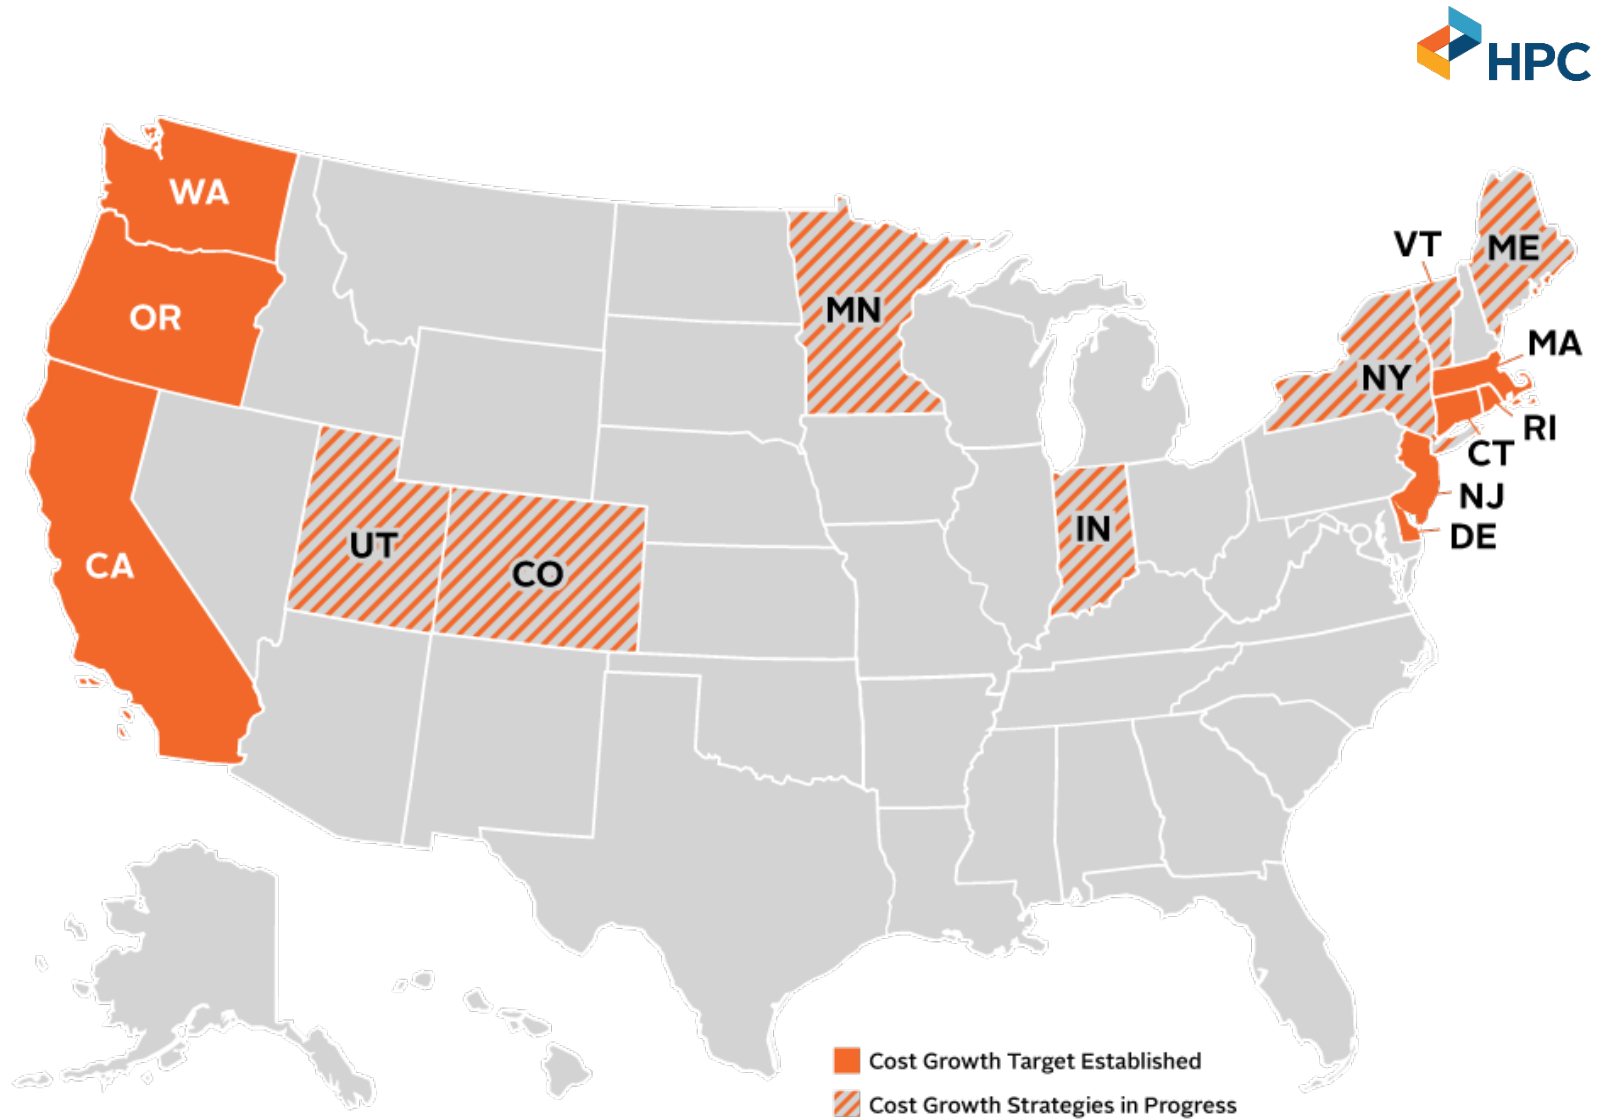 HPC
WA
VT
ME
OR
MN
MA
NY
RI
CT
NJ
IN
DE
UT
CO
CA
Cost Growth Target Established
Cost Growth Strategies in Progress